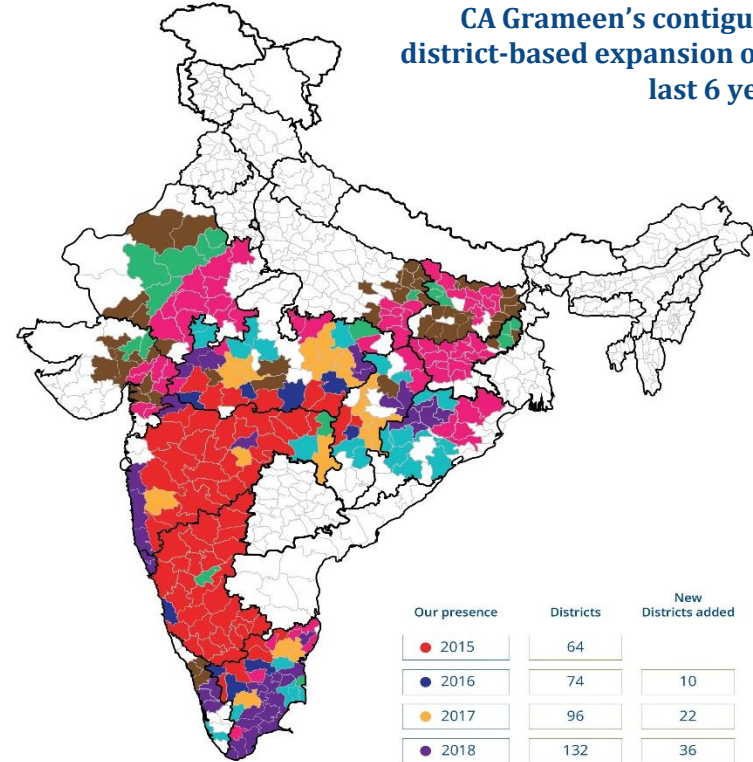 CA Grameen's contigu
district-based expansion o
last 6 ye
Our presence Districts New Districts added
2015 64
2016 74 10
2017 96 22
2018 132 36